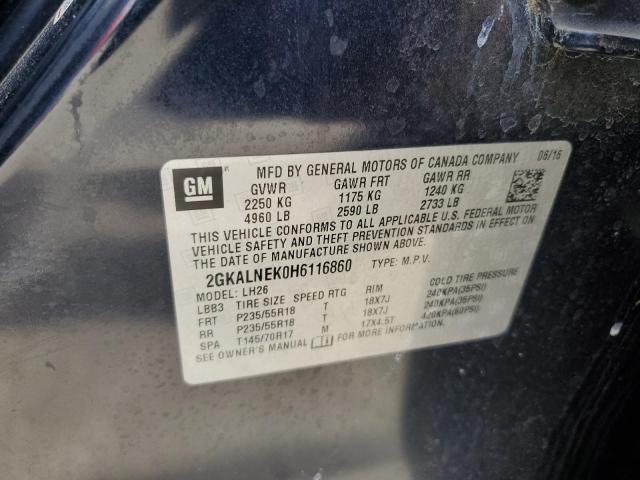 GM
MFD BY GENERAL MOTORS OF CANADA COMPANY 06/16
GVWR GAWR FRT GAWR RR
2250 KG 1175 KG 1240 KG
4960 LB 2590 LB 2733 LB
THIS VEHICLE CONFORMS TO ALL APPLICABLE U.S. FEDERAL MOTOR
VEHICLE SAFETY AND THEFT PREVENTION STANDARDS IN EFFECT ON
THE DATE OF MANUFACTURE SHOWN ABOVE.
2GKALNEK0H6116860 TYPE: M.P.V.
MODEL: LH26
LBB3 TIRE SIZE SPEED RTG RIM COLD TIRE PRESSURE
FRT P235/55R18 T 18X7J 240KPA(35PSI)
RR P235/55R18 T 18X7J 240KPA(35PSI)
SPA T145/70R17 M 17X4.5T 420KPA(60PSI)
SEE OWNER'S MANUAL FOR MORE INFORMATION.